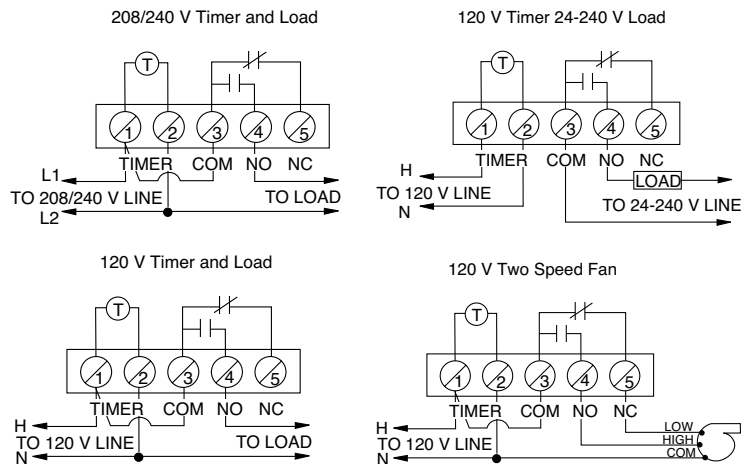 208/240 V Timer and Load
T
1 2 3 4 5
TIMER COM NO NC
L1
TO 208/240 V LINE
TO LOAD
L2
120 V Timer 24-240 V Load
T
1 2 3 4 5
TIMER COM NO NC
H
LOAD
TO 120 V LINE
TO 24-240 V LINE
N
120 V Timer and Load
T
1 2 3 4 5
TIMER COM NO NC
H
TO 120 V LINE
TO LOAD
N
120 V Two Speed Fan
T
1 2 3 4 5
TIMER COM NO NC
H
LOW
TO 120 V LINE
HIGH
COM
N